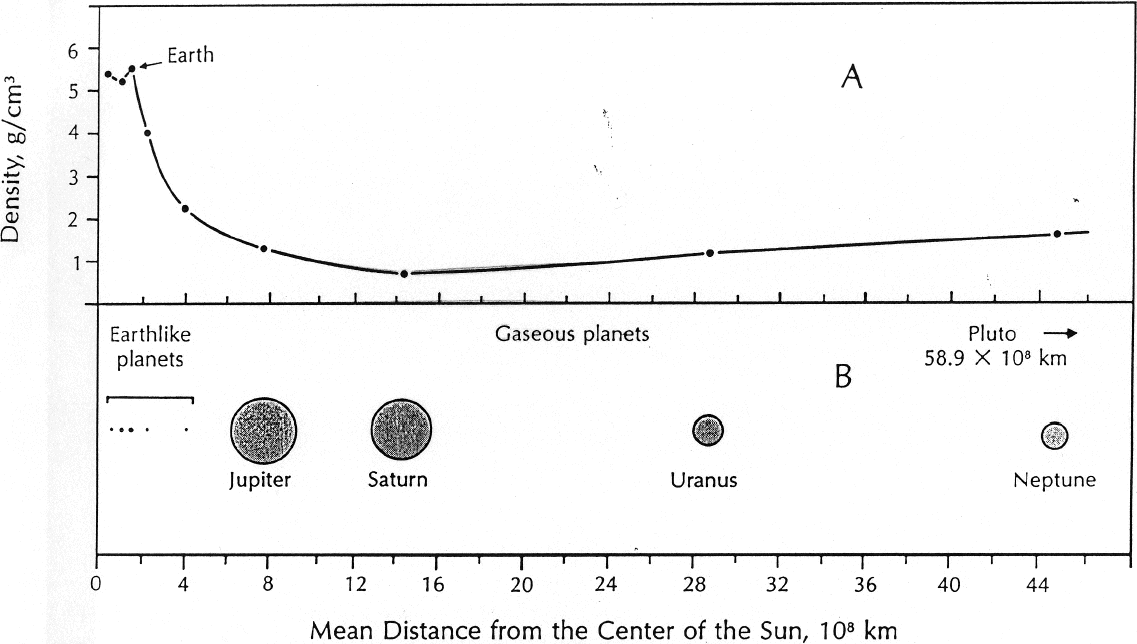 Density, g/cm³
6
5
4
3
2
1
Earth
A
Earthlike
planets
Gaseous planets
Pluto →
58.9 × 10⁸ km
B
Jupiter
Saturn
Uranus
Neptune
0 4 8 12 16 20 24 28 32 36 40 44
Mean Distance from the Center of the Sun, 10⁸ km